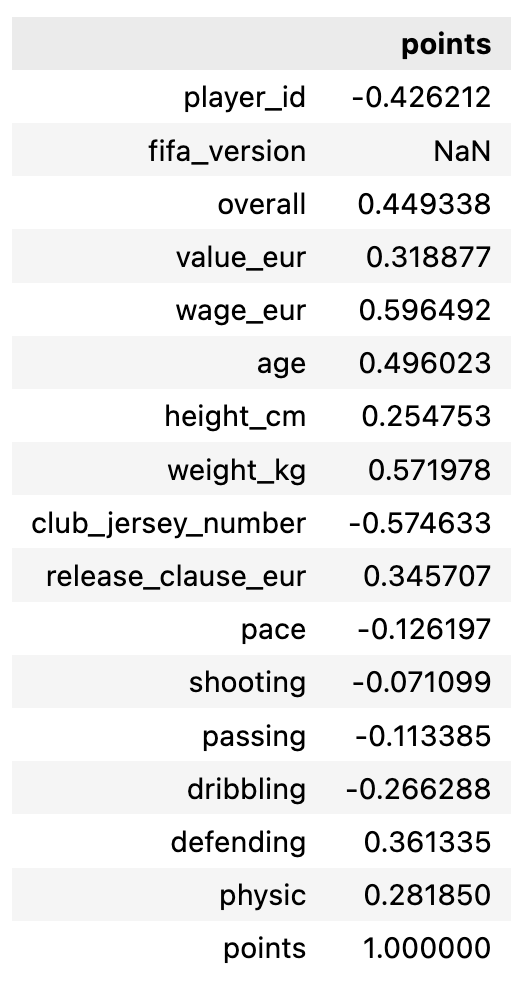 points
player_id -0.426212
fifa_version NaN
overall 0.449338
value_eur 0.318877
wage_eur 0.596492
age 0.496023
height_cm 0.254753
weight_kg 0.571978
club_jersey_number -0.574633
release_clause_eur 0.345707
pace -0.126197
shooting -0.071099
passing -0.113385
dribbling -0.266288
defending 0.361335
physic 0.281850
points 1.000000